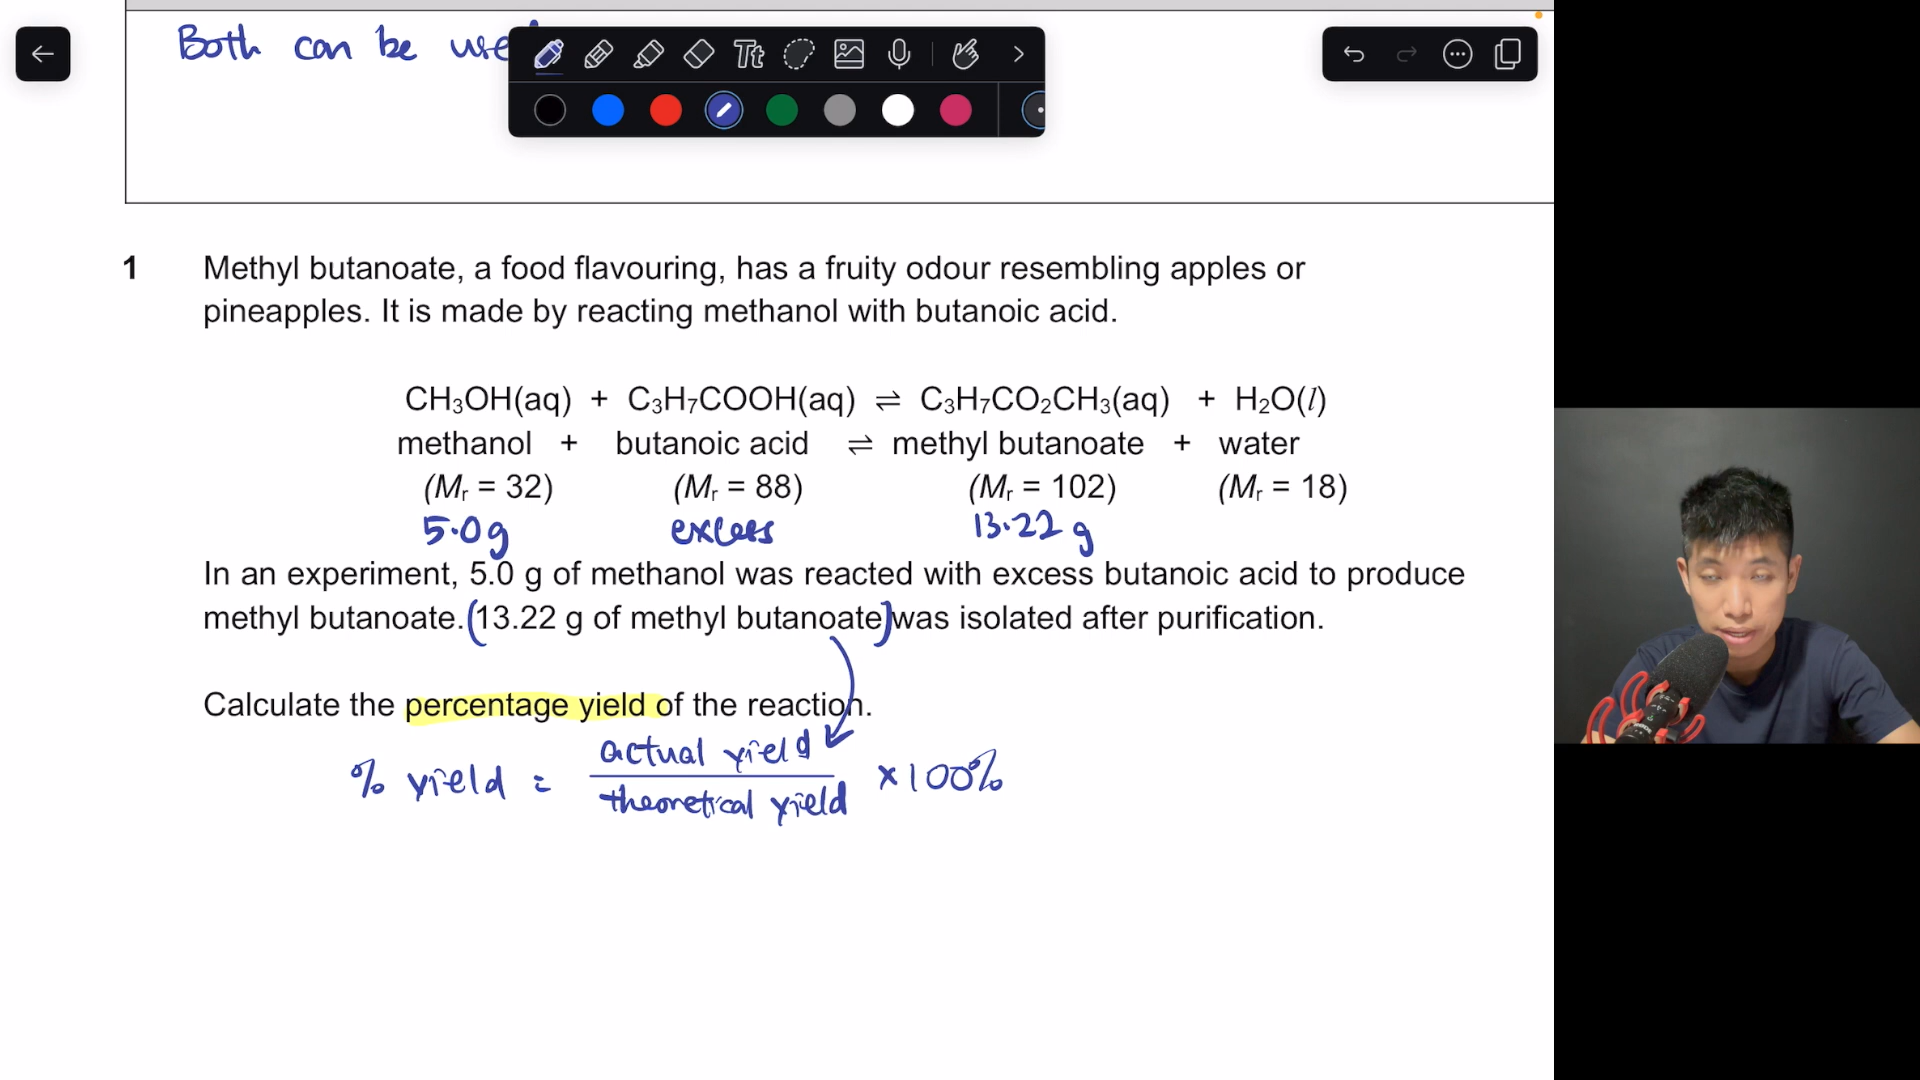 Both can be
Tt
1 Methyl butanoate, a food flavouring, has a fruity odour resembling apples or
pineapples. It is made by reacting methanol with butanoic acid.
CH₃OH(aq) + C₃H₇COOH(aq) ⇌ C₃H₇CO₂CH₃(aq) + H₂O(l)
methanol + butanoic acid ⇌ methyl butanoate + water
(Mᵣ = 32) (Mᵣ = 88) (Mᵣ = 102) (Mᵣ = 18)
5.0g excess 13.22 g
In an experiment, 5.0 g of methanol was reacted with excess butanoic acid to produce
methyl butanoate. (13.22 g of methyl butanoate) was isolated after purification.
Calculate the percentage yield of the reaction.
% yield = actual yield / theoretical yield × 100%